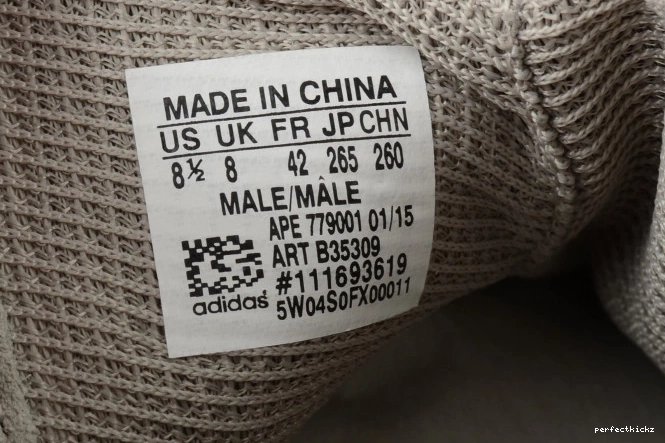 MADE IN CHINA
US UK FR JP CHN
8½ 8 42 265 260
MALE/MÂLE
APE 779001 01/15
ART B35309
#111693619
adidas® 5W04S0FX00011
perfectkickz